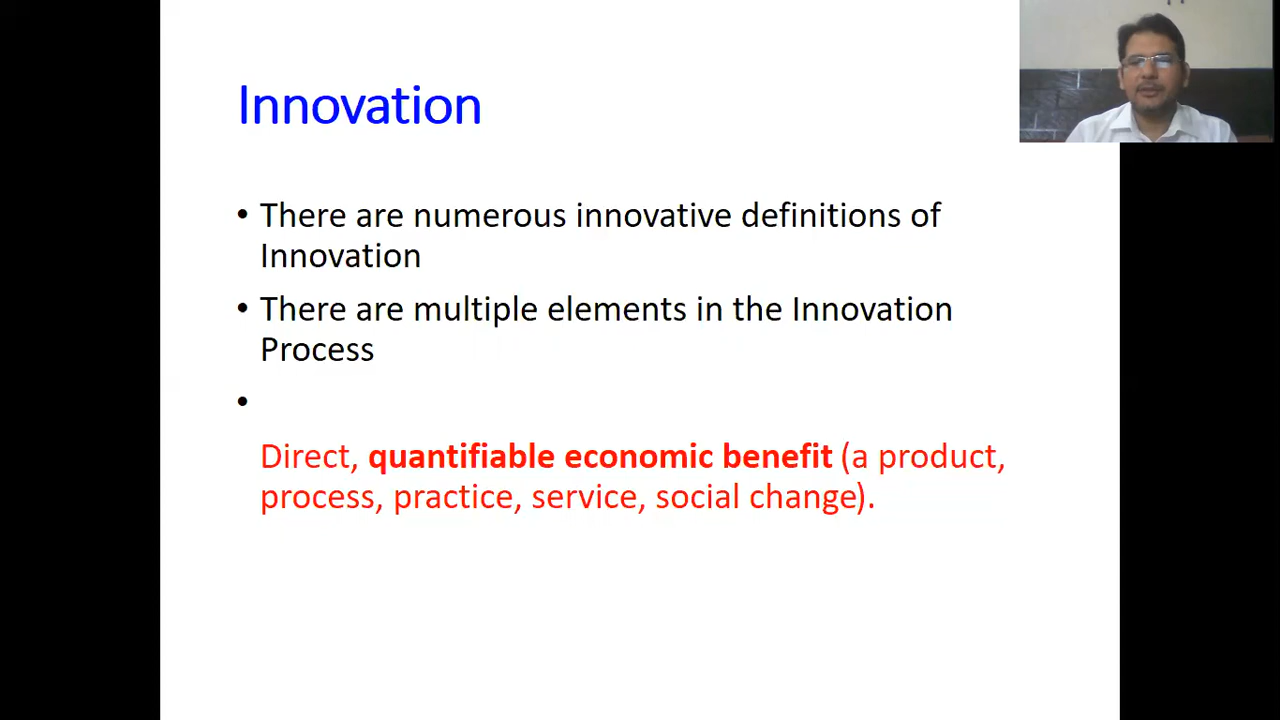 Innovation
• There are numerous innovative definitions of
Innovation
• There are multiple elements in the Innovation
Process
•
Direct, quantifiable economic benefit (a product,
process, practice, service, social change).